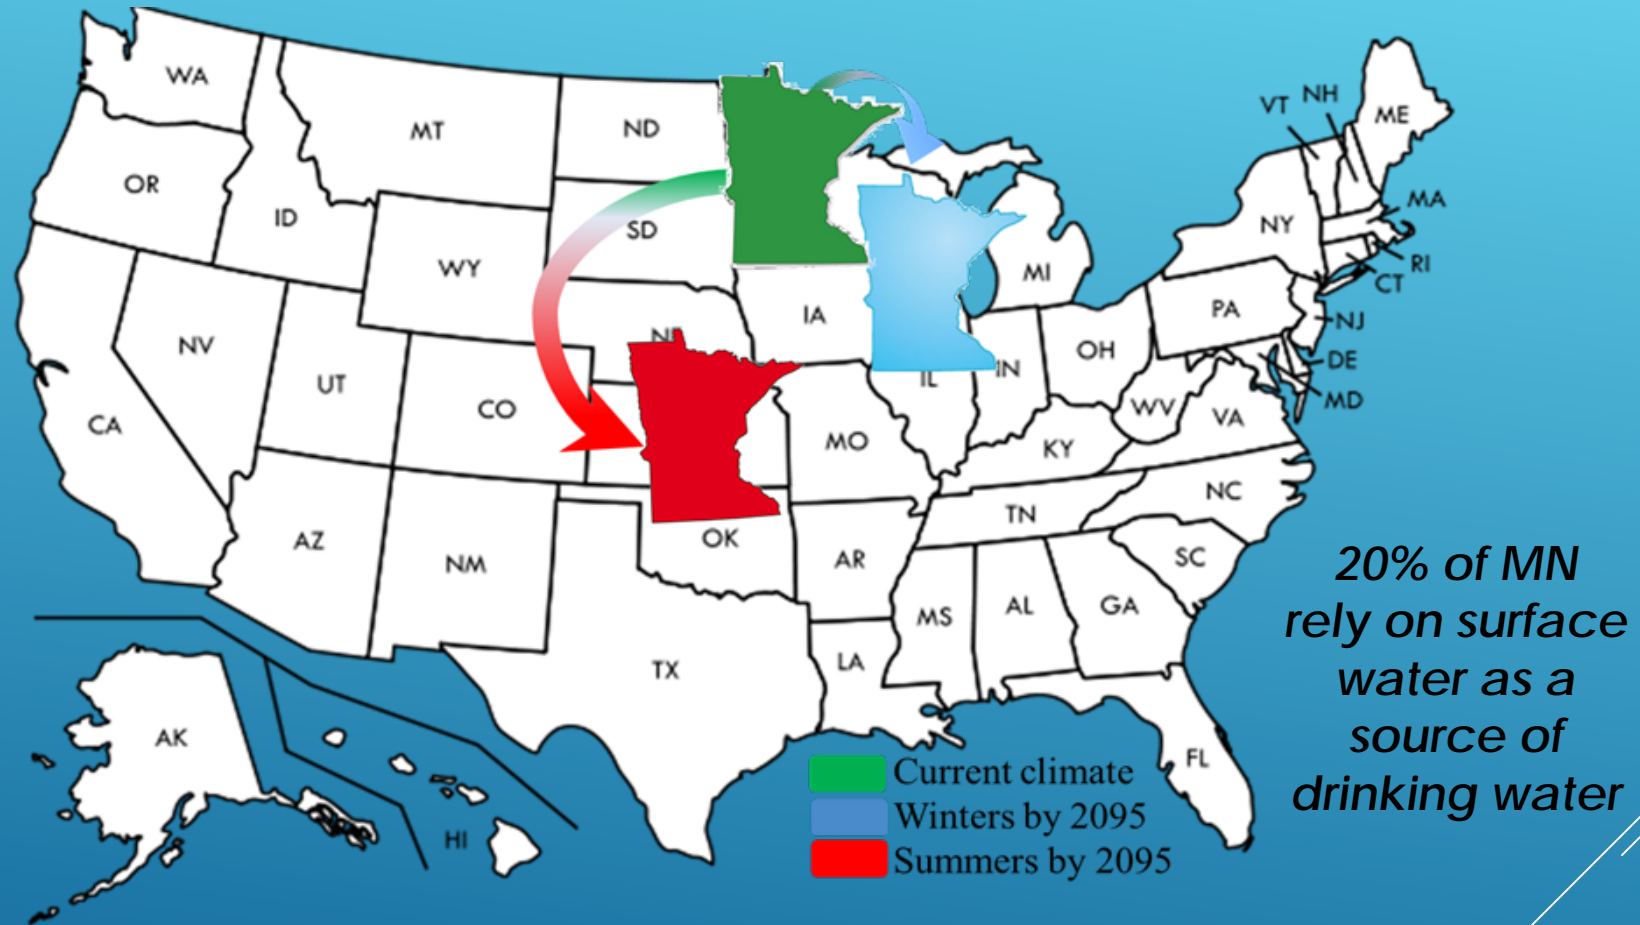 WA
MT
ND
VT
NH
ME
OR
ID
SD
WY
MA
NY
RI
CT
MI
IA
PA
NJ
NV
NE
UT
CO
IL
IN
OH
DE
MD
CA
MO
WV
VA
KY
NC
AZ
NM
OK
TN
AR
SC
MS
AL
GA
TX
LA
AK
HI
FL
20% of MN
rely on surface
water as a
source of
drinking water
Current climate
Winters by 2095
Summers by 2095